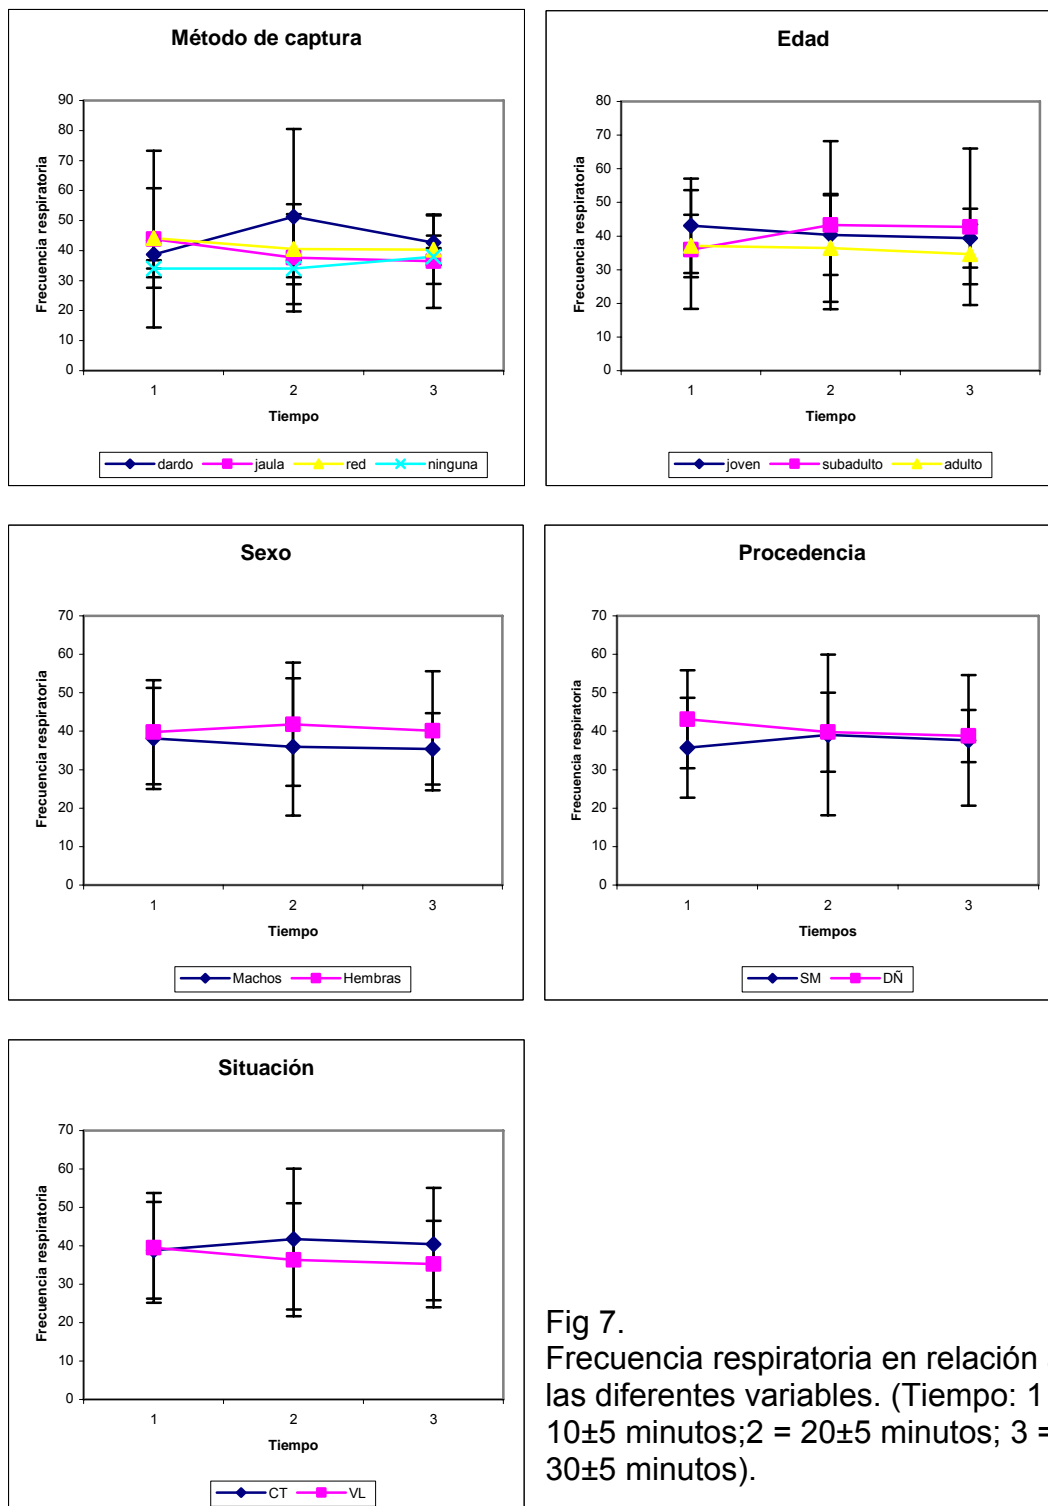 Método de captura
90
80
70
60
50
40
30
20
10
0
Frecuencia respiratoria
1 2 3
Tiempo
dardo jaula red ninguna
Edad
80
70
60
50
40
30
20
10
0
Frecuencia respiratoria
1 2 3
Tiempo
joven subadulto adulto
Sexo
70
60
50
40
30
20
10
0
Frecuencia respiratoria
1 2 3
Tiempo
Machos Hembras
Procedencia
70
60
50
40
30
20
10
0
Frecuencia respiratoria
1 2 3
Tiempos
SM DÑ
Situación
70
60
50
40
30
20
10
0
Frecuencia respiratoria
1 2 3
Tiempo
CT VL
Fig 7.
Frecuencia respiratoria en relación a
las diferentes variables. (Tiempo: 1
10±5 minutos;2 = 20±5 minutos; 3 =
30±5 minutos).